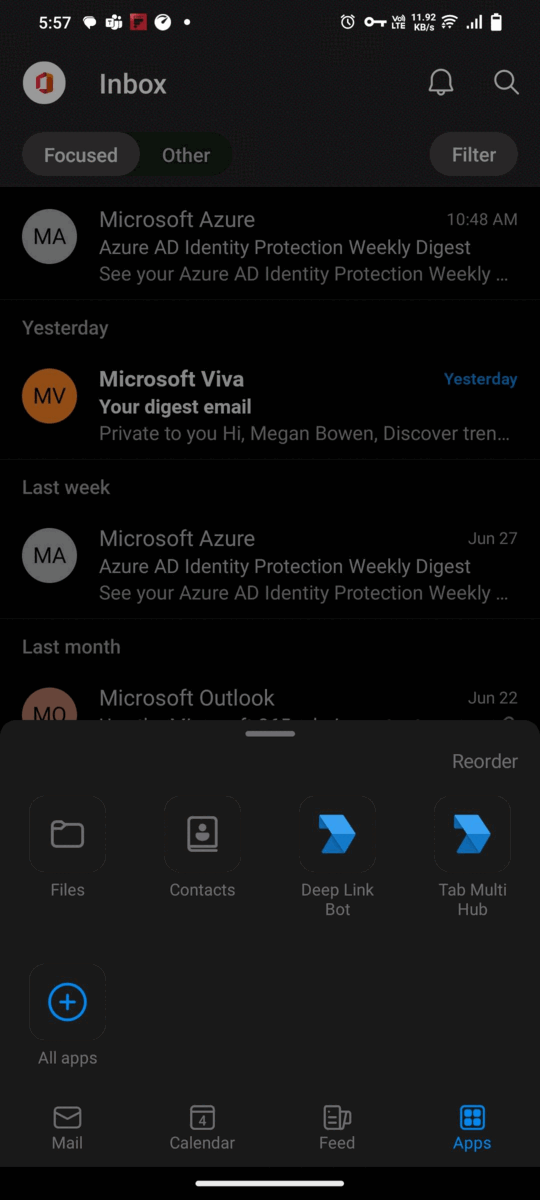 5:57
Vo) LTE
11.92 KB/s
Inbox
Focused
Other
Filter
MA
Microsoft Azure
10:48 AM
Azure AD Identity Protection Weekly Digest
See your Azure AD Identity Protection Weekly ...
Yesterday
MV
Microsoft Viva
Yesterday
Your digest email
Private to you Hi, Megan Bowen, Discover tren...
Last week
MA
Microsoft Azure
Jun 27
Azure AD Identity Protection Weekly Digest
See your Azure AD Identity Protection Weekly ...
Last month
MO
Microsoft Outlook
Jun 22
Reorder
Files
Contacts
Deep Link
Bot
Tab Multi
Hub
All apps
Mail
4
Calendar
Feed
Apps